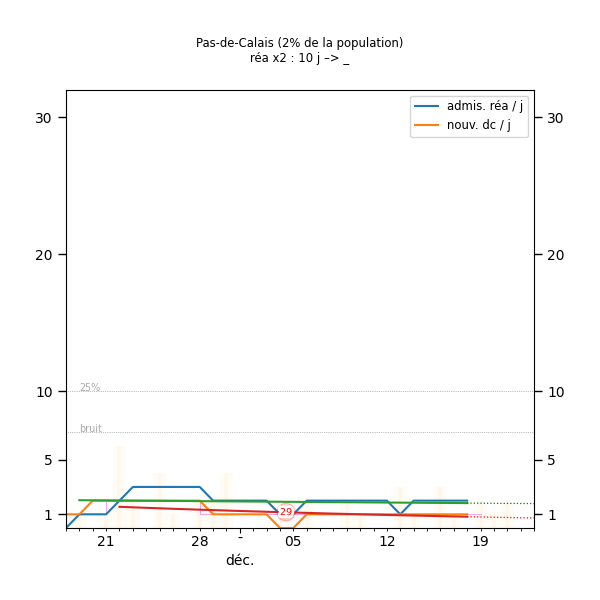 Pas-de-Calais (2% de la population)
réa x2 : 10 j –> _
admis. réa / j
nouv. dc / j
30 30
20 20
25%
10 10
bruit
5 5
29
1 1
21 28 - 05 12 19
déc.